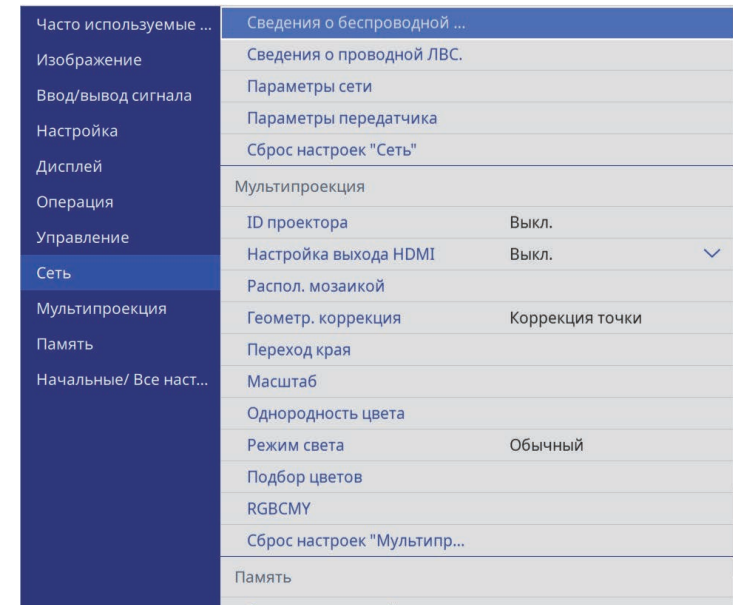 Часто используемые ...
Изображение
Ввод/вывод сигнала
Настройка
Дисплей
Операция
Управление
Сеть
Мультипроекция
Память
Начальные/ Все наст...
Сведения о беспроводной ...
Сведения о проводной ЛВС.
Параметры сети
Параметры передатчика
Сброс настроек "Сеть"
Мультипроекция
ID проектора Выкл.
Настройка выхода HDMI Выкл.
Распол. мозаикой
Геометр. коррекция Коррекция точки
Переход края
Масштаб
Однородность цвета
Режим света Обычный
Подбор цветов
RGBCMY
Сброс настроек "Мультипр...
Память